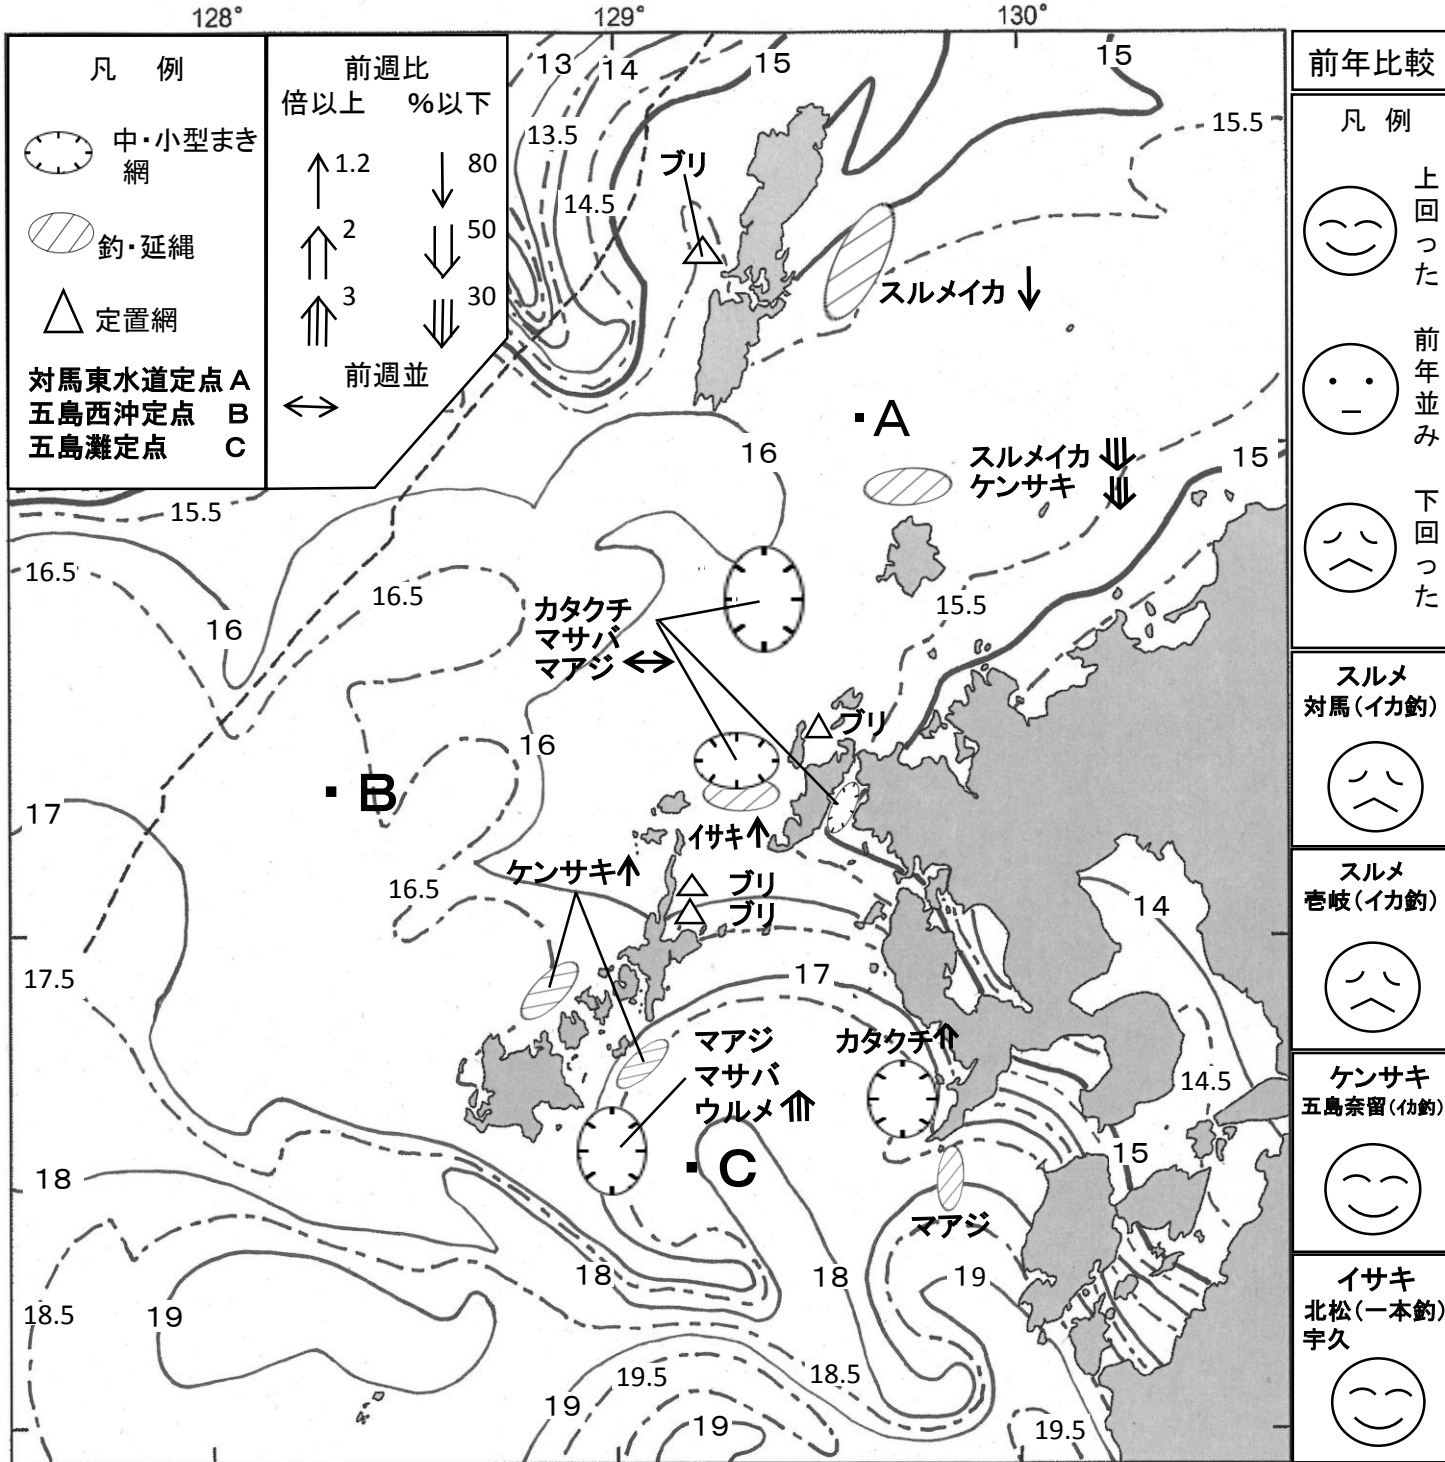 128°
129°
130°
凡 例
中・小型まき
網
釣・延縄
定置網
対馬東水道定点 A
五島西沖定点 B
五島灘定点 C
前週比
倍以上 %以下
1.2 80
2 50
3 30
前週並
13
14
15
15
13.5
14.5
15.5
ブリ
スルメイカ
A
16
スルメイカ
ケンサキ
15
15.5
16.5
16.5
16
15.5
カタクチ
マサバ
マアジ
ブリ
16
B
17
イサキ
ケンサキ
ブリ
ブリ
16.5
14
17.5
17
マアジ
マサバ
ウルメ
カタクチ
14.5
15
18
C
マアジ
18
18
19
18.5
19
19.5
18.5
19
19
19.5
前年比較
凡 例
上回った
前年並み
下回った
スルメ
対馬(イカ釣)
スルメ
壱岐(イカ釣)
ケンサキ
五島奈留(イカ釣)
イサキ
北松(一本釣)
宇久